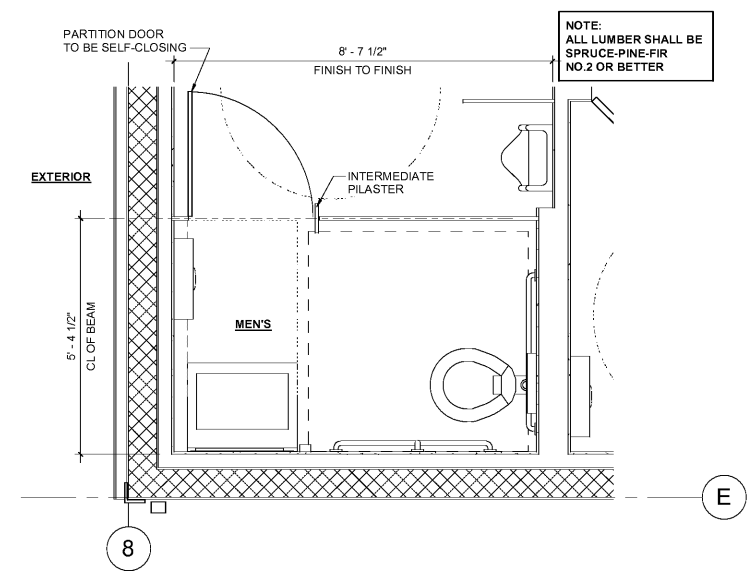 PARTITION DOOR
TO BE SELF-CLOSING
8' - 7 1/2"
FINISH TO FINISH
NOTE:
ALL LUMBER SHALL BE
SPRUCE-PINE-FIR
NO.2 OR BETTER
EXTERIOR
INTERMEDIATE
PILASTER
5' - 4 1/2"
CL OF BEAM
MEN'S
E
8